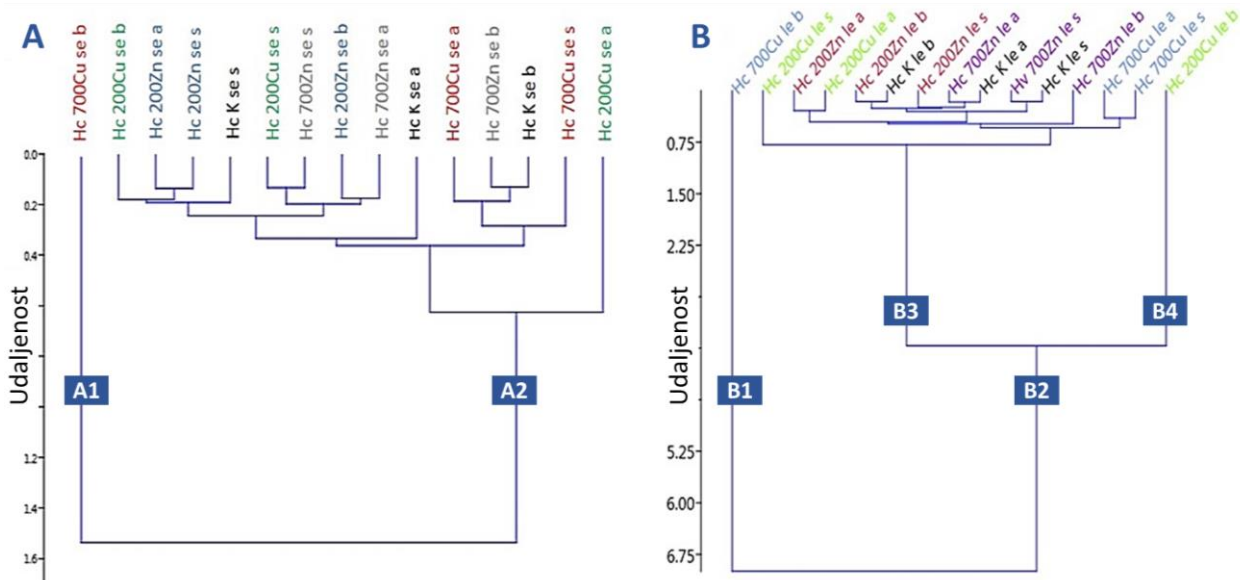 A
Hc 700Cu se b
Hc 200Cu se b
Hc 200Zn se a
Hc 200Zn se s
Hc K se s
Hc 200Cu se s
Hc 700Zn se s
Hc 200Zn se b
Hc 700Zn se a
Hc K se a
Hc 700Cu se a
Hc 700Zn se b
Hc K se b
Hc 700Cu se s
Hc 200Cu se a
0.0
0.2
0.4
1.2
1.4
1.6
Udaljenost
A1
A2
B
Hc 700Cu le b
Hc 200Cu le s
Hc 200Zn le a
Hc 200Cu le a
Hc 200Zn le b
Hc K le b
Hc 200Zn le s
Hc 700Zn le a
Hc K le a
Hv 700Zn le s
Hc K le s
Hc 700Zn le b
Hc 700Cu le a
Hc 700Cu le s
Hc 200Cu le b
0.75
1.50
2.25
5.25
6.00
6.75
Udaljenost
B3
B4
B1
B2